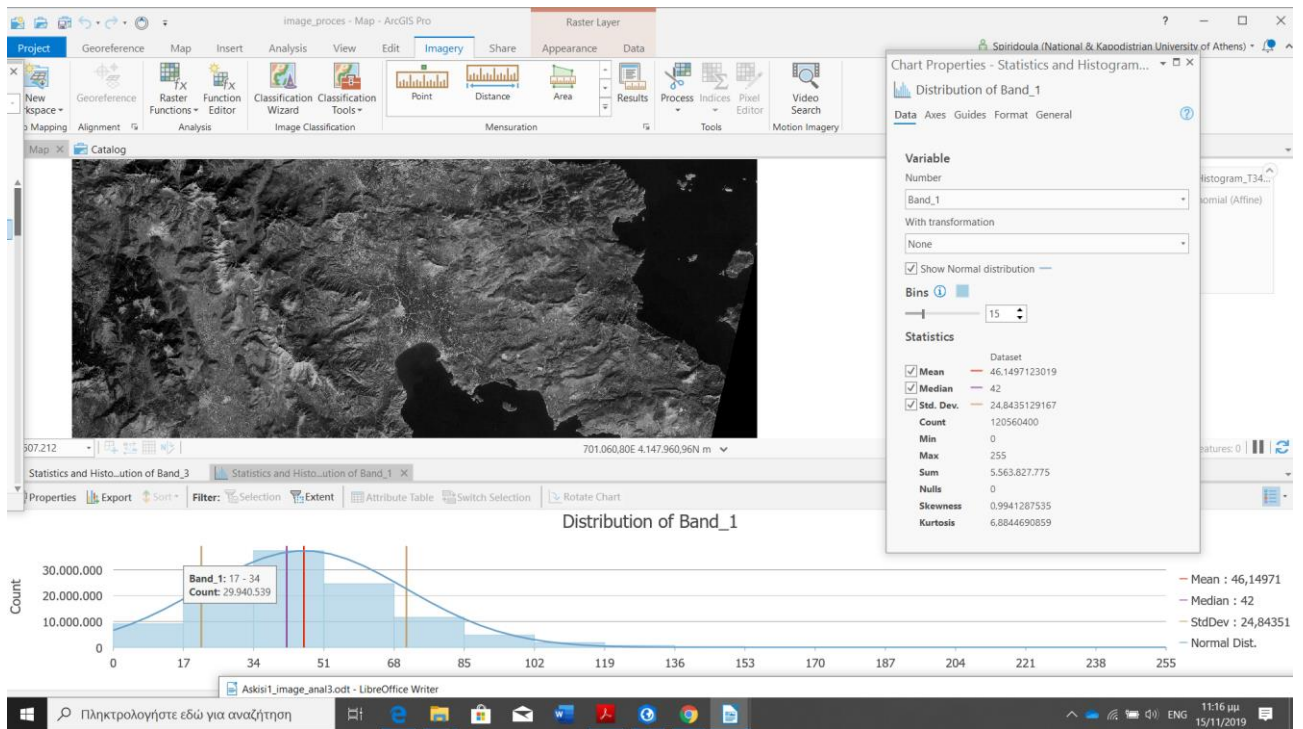 image_proces - Map - ArcGIS Pro
Raster Layer
?
Project Georeference Map Insert Analysis View Edit Imagery Share Appearance Data
Spiridoula (National & Kapodistrian University of Athens)
New
Georeference
Raster Functions
Function Editor
Classification Wizard
Classification Tools
Point
Distance
Area
Results
Process
Indices
Pixel Editor
Video Search
Mapping Alignment Analysis Image Classification Mensuration Tools Motion Imagery
Map
Catalog
Chart Properties - Statistics and Histogram...
Distribution of Band_1
Data Axes Guides Format General
Variable
Number
Band_1
With transformation
None
Show Normal distribution
Bins
15
Statistics
Dataset
Mean 46,1497123019
Median 42
Std. Dev. 24,8435129167
Count 120560400
Min 0
Max 255
Sum 5.563.827.775
Nulls 0
Skewness 0,9941287535
Kurtosis 6,8844690859
507.212
701.060,80E 4.147.960,96N m
Statistics and Histo...ution of Band_3
Statistics and Histo...ution of Band_1
Properties Export Sort Filter: Selection Extent Attribute Table Switch Selection Rotate Chart
Distribution of Band_1
Count
30.000.000
20.000.000
10.000.000
0
Band_1: 17 - 34
Count: 29.940.539
0 17 34 51 68 85 102 119 136 153 170 187 204 221 238 255
Mean : 46,14971
Median : 42
StdDev : 24,84351
Normal Dist.
Askisi1_image_anal3.odt - LibreOffice Writer
Πληκτρολογήστε εδώ για αναζήτηση
ENG
11:16 μμ
15/11/2019